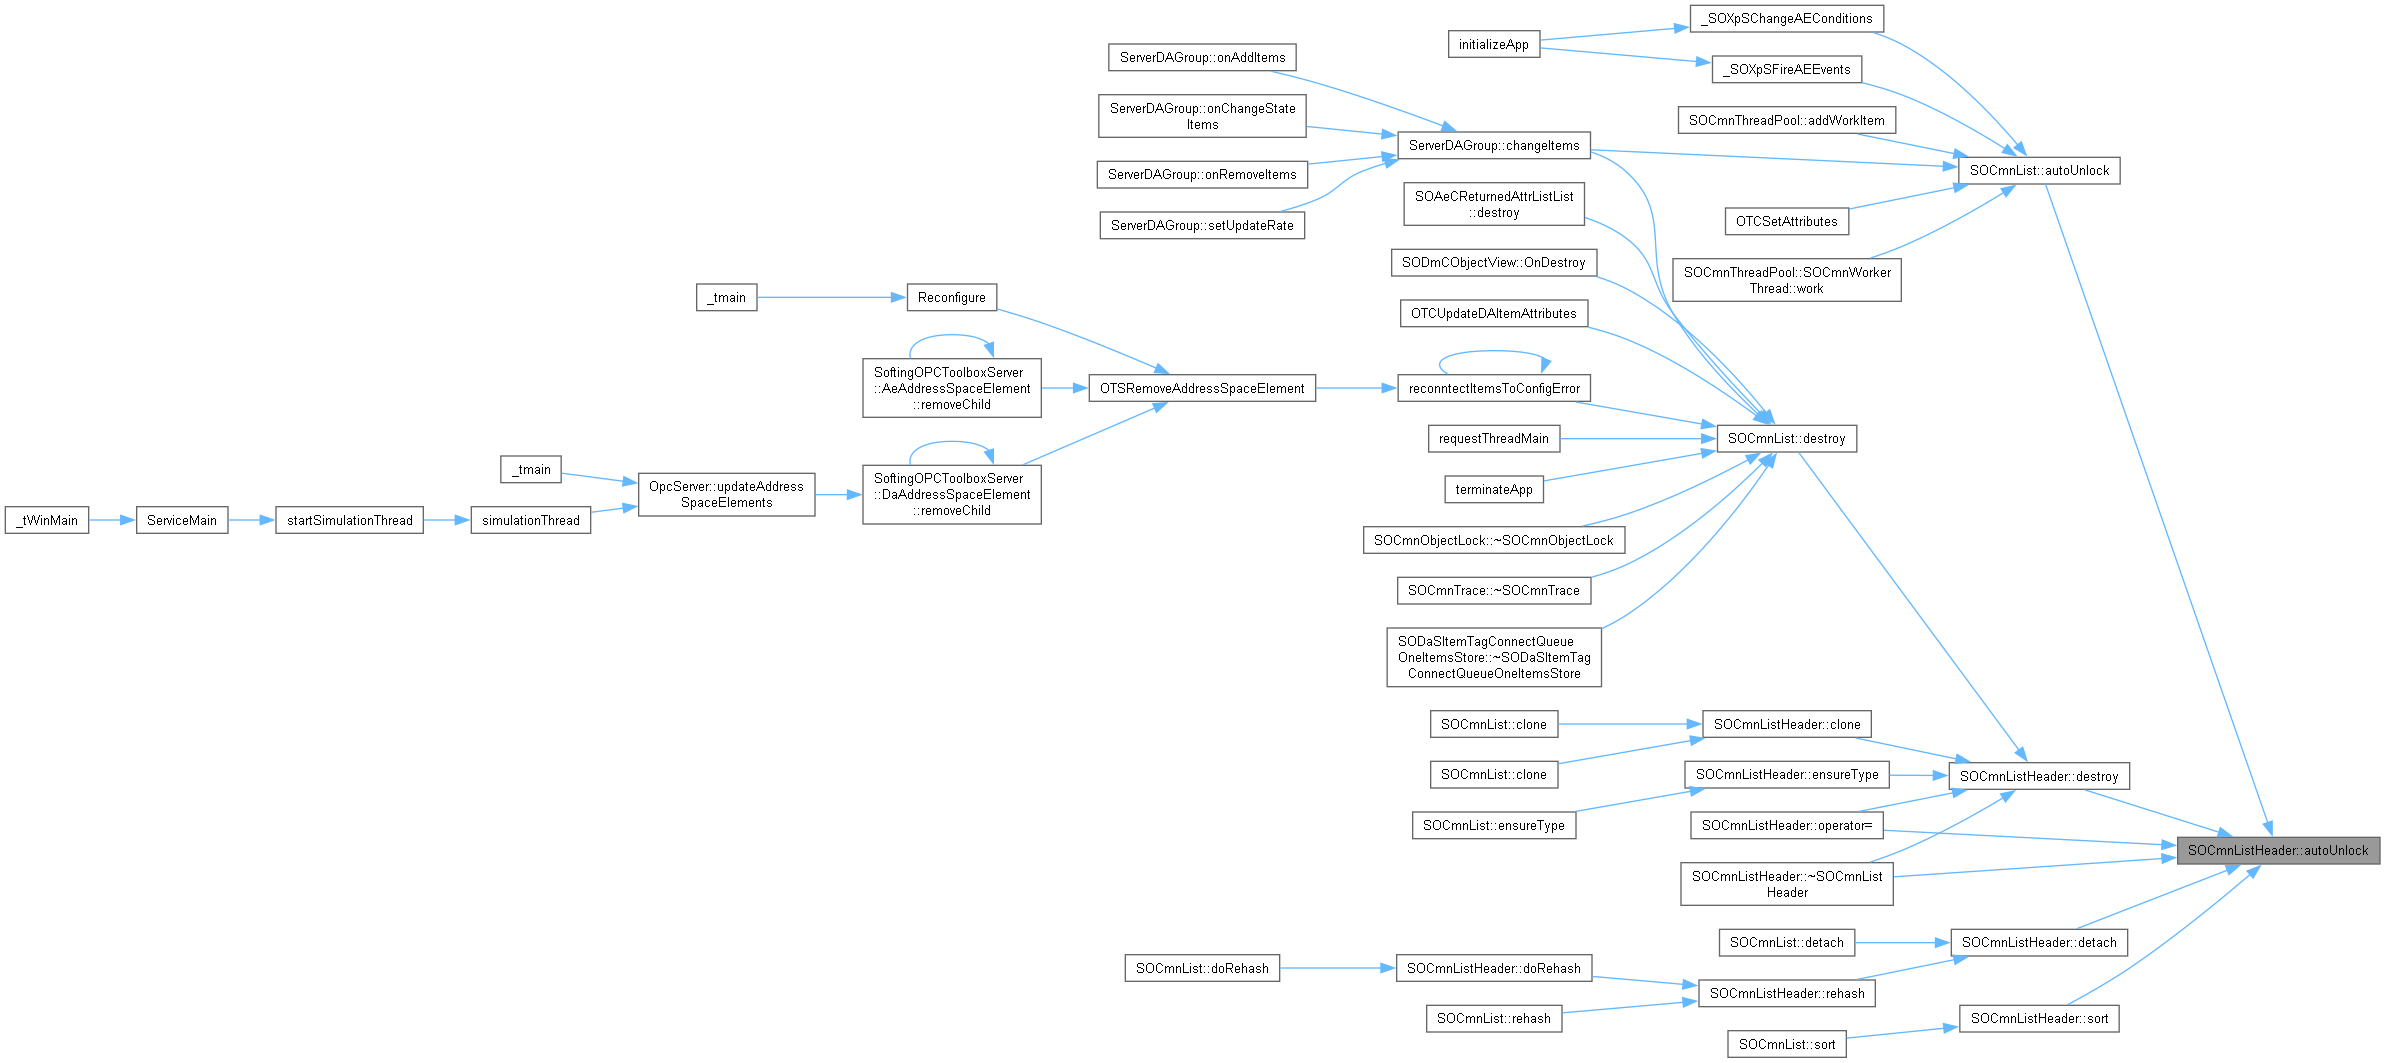 _SOXpSChangeAEConditions
initializeApp
ServerDAGroup::onAddItems
_SOXpSFireAEEvents
ServerDAGroup::onChangeState
Items
SOCmnThreadPool::addWorkItem
ServerDAGroup::changeItems
ServerDAGroup::onRemoveItems
SOCmnList::autoUnlock
SOAeCReturnedAttrListList
::destroy
ServerDAGroup::setUpdateRate
OTCSetAttributes
SODmCObjectView::OnDestroy
SOCmnThreadPool::SOCmnWorker
Thread::work
_tmain
Reconfigure
OTCUpdateDAItemAttributes
SoftingOPCToolboxServer
::AeAddressSpaceElement
::removeChild
OTSRemoveAddressSpaceElement
reconntectItemsToConfigError
requestThreadMain
SOCmnList::destroy
_tmain
OpcServer::updateAddress
SpaceElements
SoftingOPCToolboxServer
::DaAddressSpaceElement
::removeChild
terminateApp
_tWinMain
ServiceMain
startSimulationThread
simulationThread
SOCmnObjectLock::~SOCmnObjectLock
SOCmnTrace::~SOCmnTrace
SODaSItemTagConnectQueue
OneItemsStore::~SODaSItemTag
ConnectQueueOneItemsStore
SOCmnList::clone
SOCmnListHeader::clone
SOCmnList::clone
SOCmnListHeader::ensureType
SOCmnListHeader::destroy
SOCmnList::ensureType
SOCmnListHeader::operator=
SOCmnListHeader::autoUnlock
SOCmnListHeader::~SOCmnList
Header
SOCmnList::detach
SOCmnListHeader::detach
SOCmnList::doRehash
SOCmnListHeader::doRehash
SOCmnListHeader::rehash
SOCmnList::rehash
SOCmnListHeader::sort
SOCmnList::sort